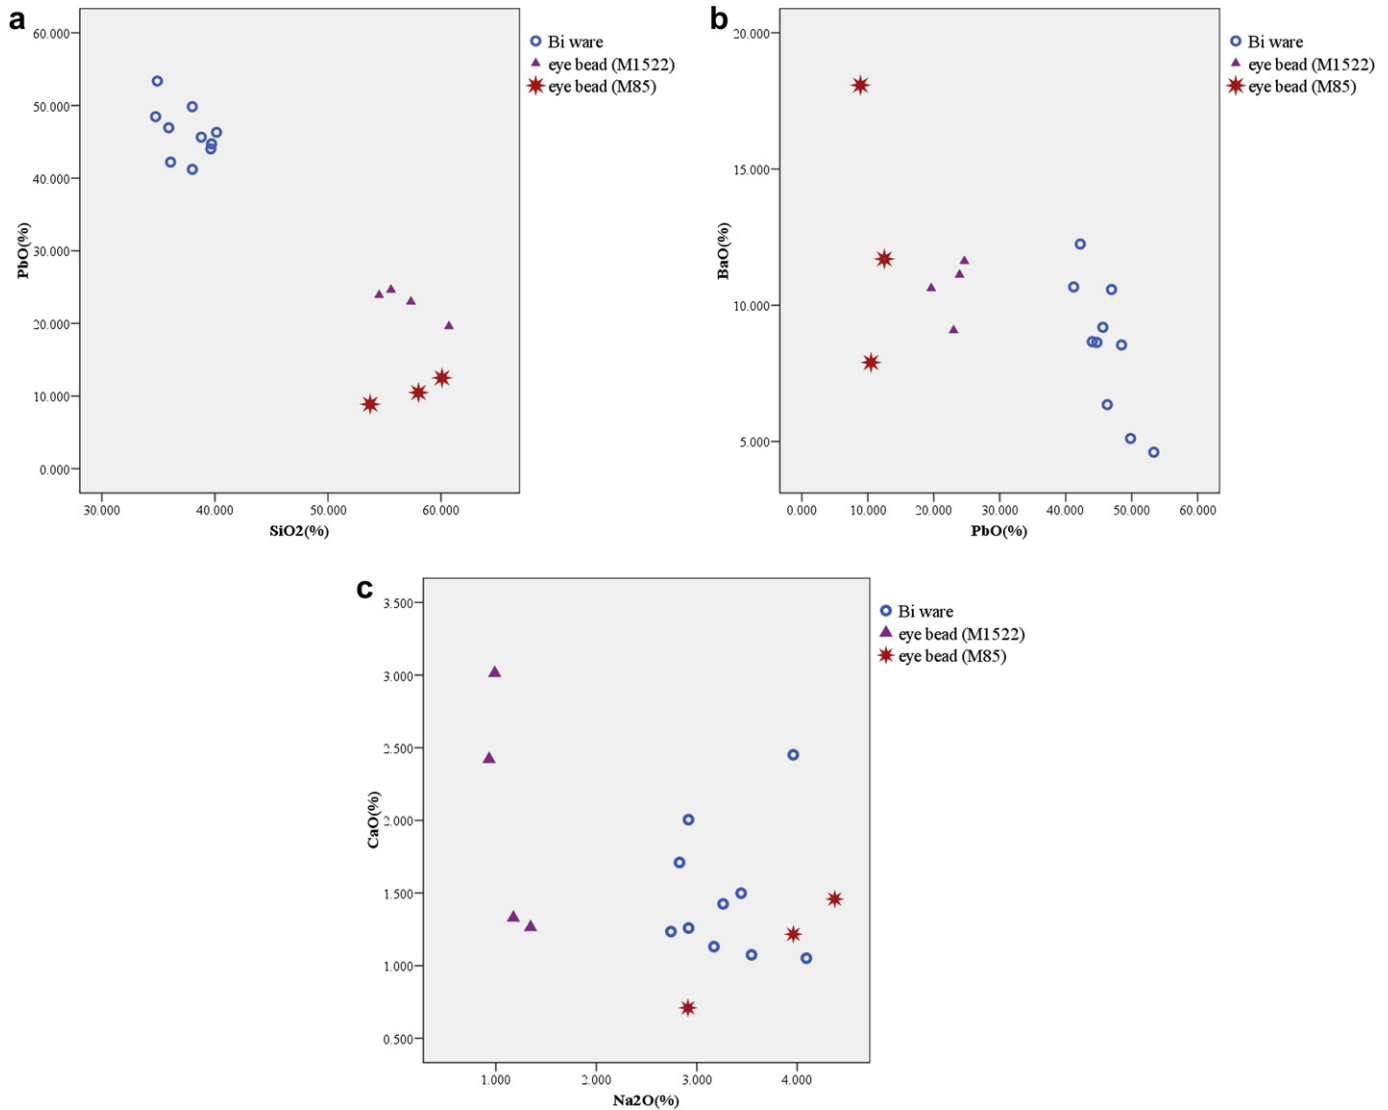 a
60.000
50.000
40.000
30.000
20.000
10.000
0.000
PbO(%)
30.000 40.000 50.000 60.000
SiO2(%)
Bi ware
eye bead (M1522)
eye bead (M85)
b
20.000
15.000
10.000
5.000
BaO(%)
0.000 10.000 20.000 30.000 40.000 50.000 60.000
PbO(%)
Bi ware
eye bead (M1522)
eye bead (M85)
c
3.500
3.000
2.500
2.000
1.500
1.000
0.500
CaO(%)
1.000 2.000 3.000 4.000
Na2O(%)
Bi ware
eye bead (M1522)
eye bead (M85)